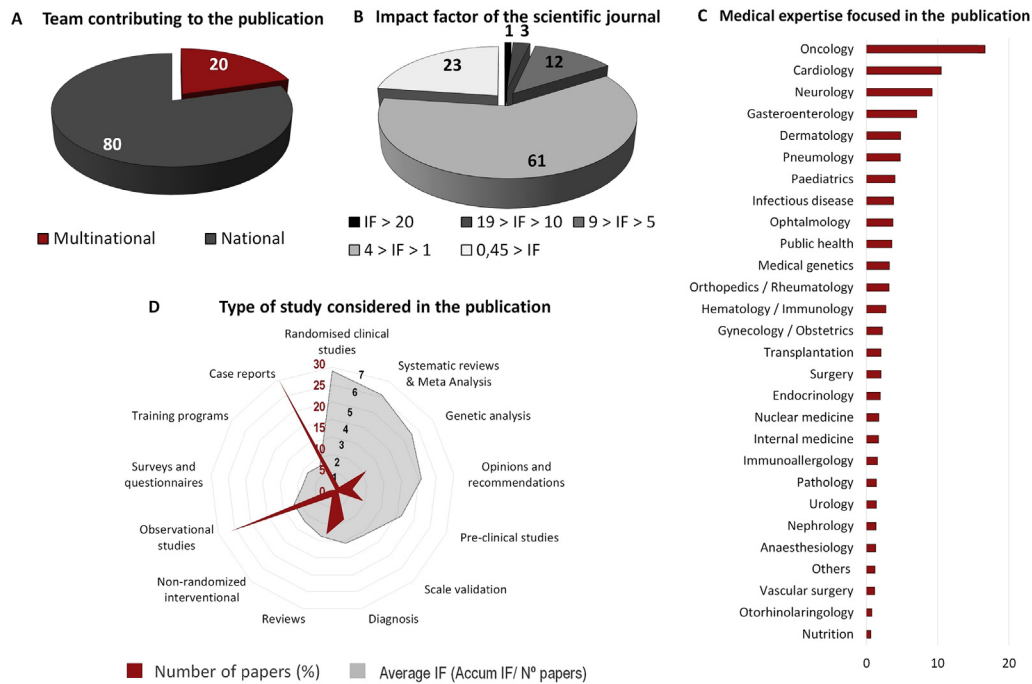 A Team contributing to the publication
20
80
Multinational
National
B Impact factor of the scientific journal
1 3
12
23
61
IF > 20
19 > IF > 10
9 > IF > 5
4 > IF > 1
0,45 > IF
C Medical expertise focused in the publication
Oncology
Cardiology
Neurology
Gasteroenterology
Dermatology
Pneumology
Paediatrics
Infectious disease
Ophtalmology
Public health
Medical genetics
Orthopedics / Rheumatology
Hematology / Immunology
Gynecology / Obstetrics
Transplantation
Surgery
Endocrinology
Nuclear medicine
Internal medicine
Immunoallergology
Pathology
Urology
Nephrology
Anaesthesiology
Others
Vascular surgery
Otorhinolaringology
Nutrition
0 10 20
D Type of study considered in the publication
Randomised clinical
studies
Systematic reviews
& Meta Analysis
Genetic analysis
Opinions and
recommendations
Pre-clinical studies
Scale validation
Diagnosis
Reviews
Non-randomized
interventional
Observational
studies
Surveys and
questionnaires
Training programs
Case reports
30
25
20
15
10
5
0
7
6
5
4
3
2
1
Number of papers (%)
Average IF (Accum IF/ Nº papers)